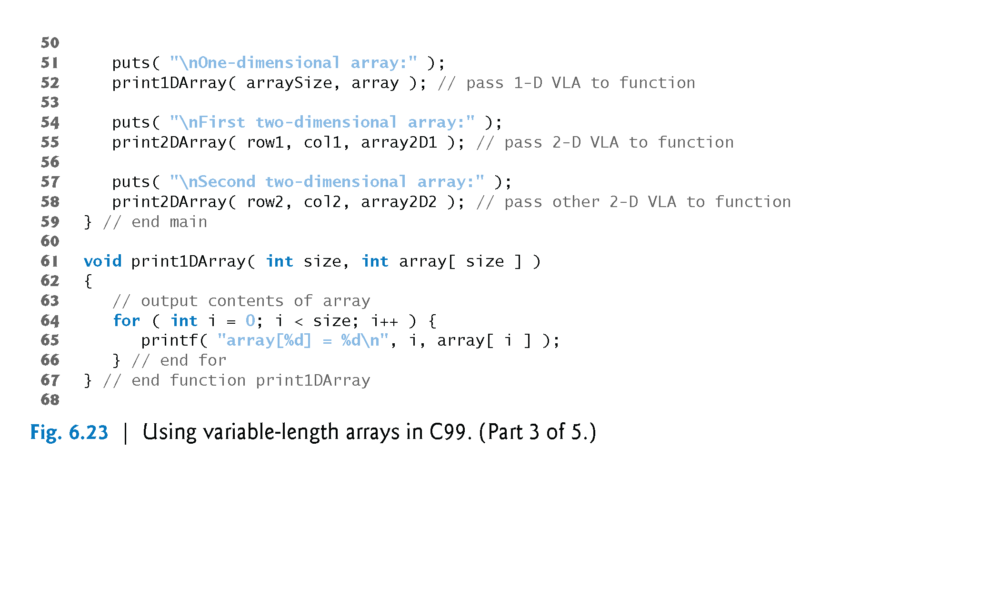 50
51 puts( "\nOne-dimensional array:" );
52 print1DArray( arraySize, array ); // pass 1-D VLA to function
53
54 puts( "\nFirst two-dimensional array:" );
55 print2DArray( row1, col1, array2D1 ); // pass 2-D VLA to function
56
57 puts( "\nSecond two-dimensional array:" );
58 print2DArray( row2, col2, array2D2 ); // pass other 2-D VLA to function
59 } // end main
60
61 void print1DArray( int size, int array[ size ] )
62 {
63 // output contents of array
64 for ( int i = 0; i < size; i++ ) {
65 printf( "array[%d] = %d\n", i, array[ i ] );
66 } // end for
67 } // end function print1DArray
68
Fig. 6.23 | Using variable-length arrays in C99. (Part 3 of 5.)